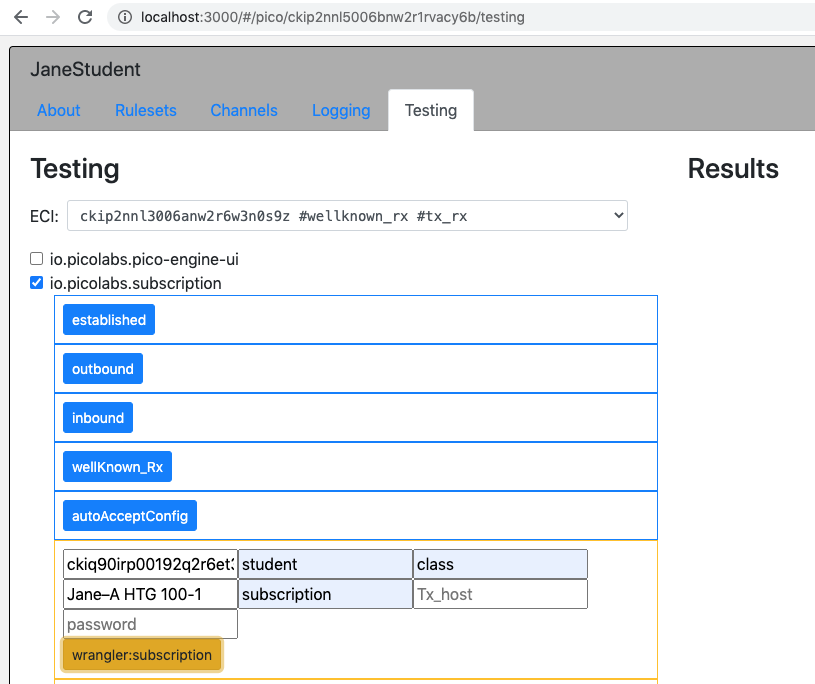 localhost:3000/#/pico/ckip2nnl5006bnw2r1rvacy6b/testing
JaneStudent
About Rulesets Channels Logging Testing
Testing Results
ECI: ckip2nnl3006anw2r6w3n0s9z #wellknown_rx #tx_rx
io.picolabs.pico-engine-ui
io.picolabs.subscription
established
outbound
inbound
wellKnown_Rx
autoAcceptConfig
ckiq90irp00192q2r6et student class
Jane–A HTG 100-1 subscription Tx_host
password
wrangler:subscription